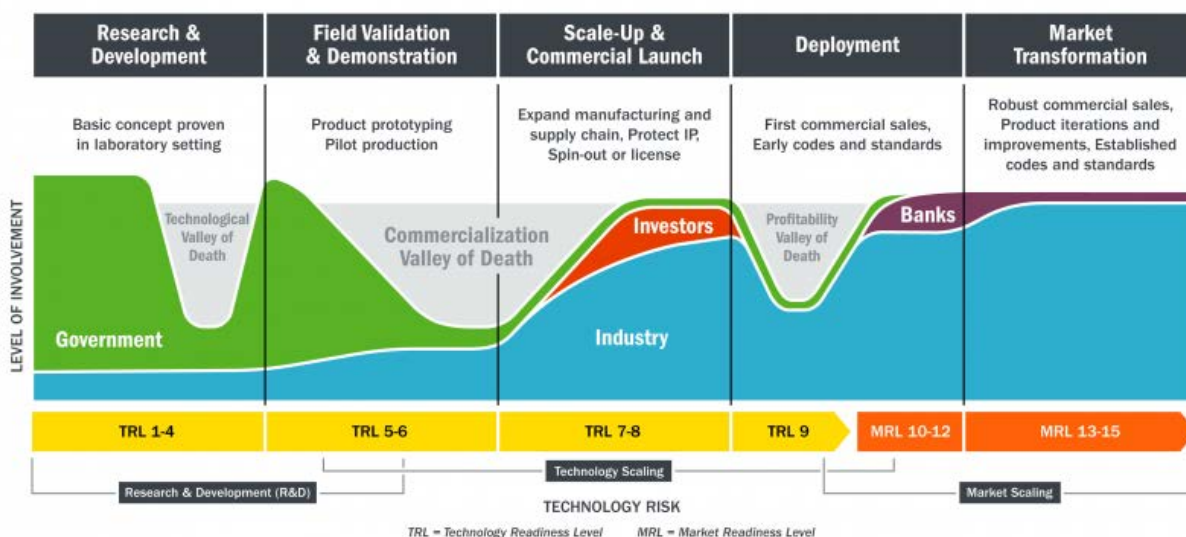 Research &
Development
Field Validation
& Demonstration
Scale-Up &
Commercial Launch
Deployment
Market
Transformation
Basic concept proven
in laboratory setting
Product prototyping
Pilot production
Expand manufacturing and
supply chain, Protect IP,
Spin-out or license
First commercial sales,
Early codes and standards
Robust commercial sales,
Product iterations and
improvements, Established
codes and standards
LEVEL OF INVOLVEMENT
Technological
Valley of
Death
Commercialization
Valley of Death
Profitability
Valley of
Death
Government
Investors
Industry
Banks
TRL 1-4
TRL 5-6
TRL 7-8
TRL 9
MRL 10-12
MRL 13-15
Technology Scaling
Research & Development (R&D)
Market Scaling
TECHNOLOGY RISK
TRL = Technology Readiness Level MRL = Market Readiness Level